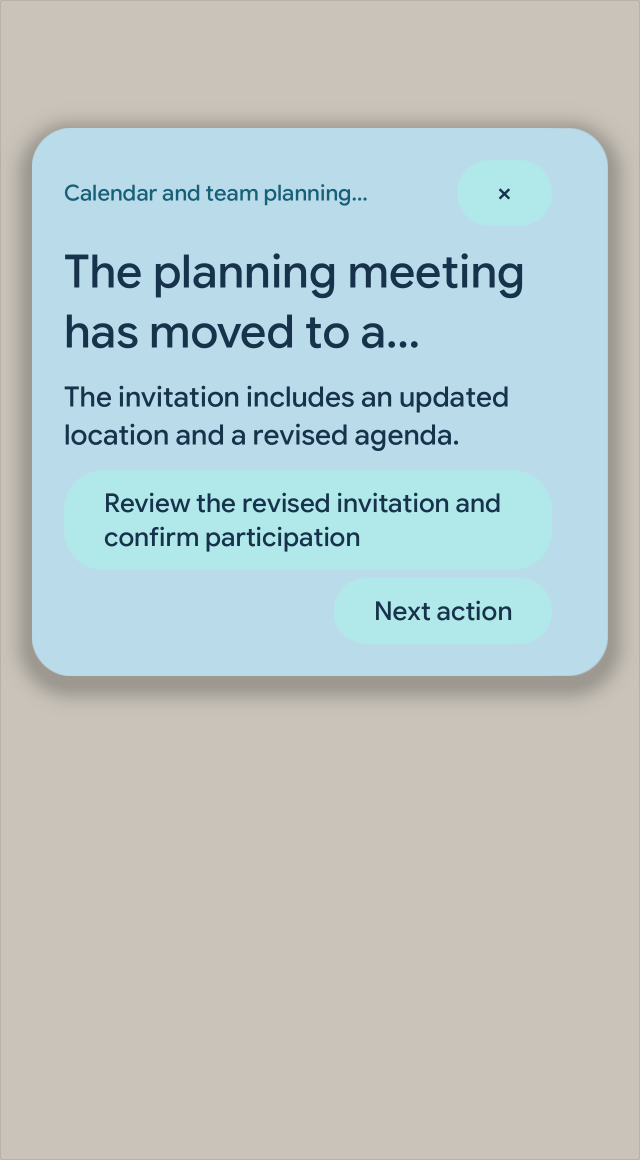 Calendar and team planning...
×
The planning meeting
has moved to a...
The invitation includes an updated
location and a revised agenda.
Review the revised invitation and
confirm participation
Next action